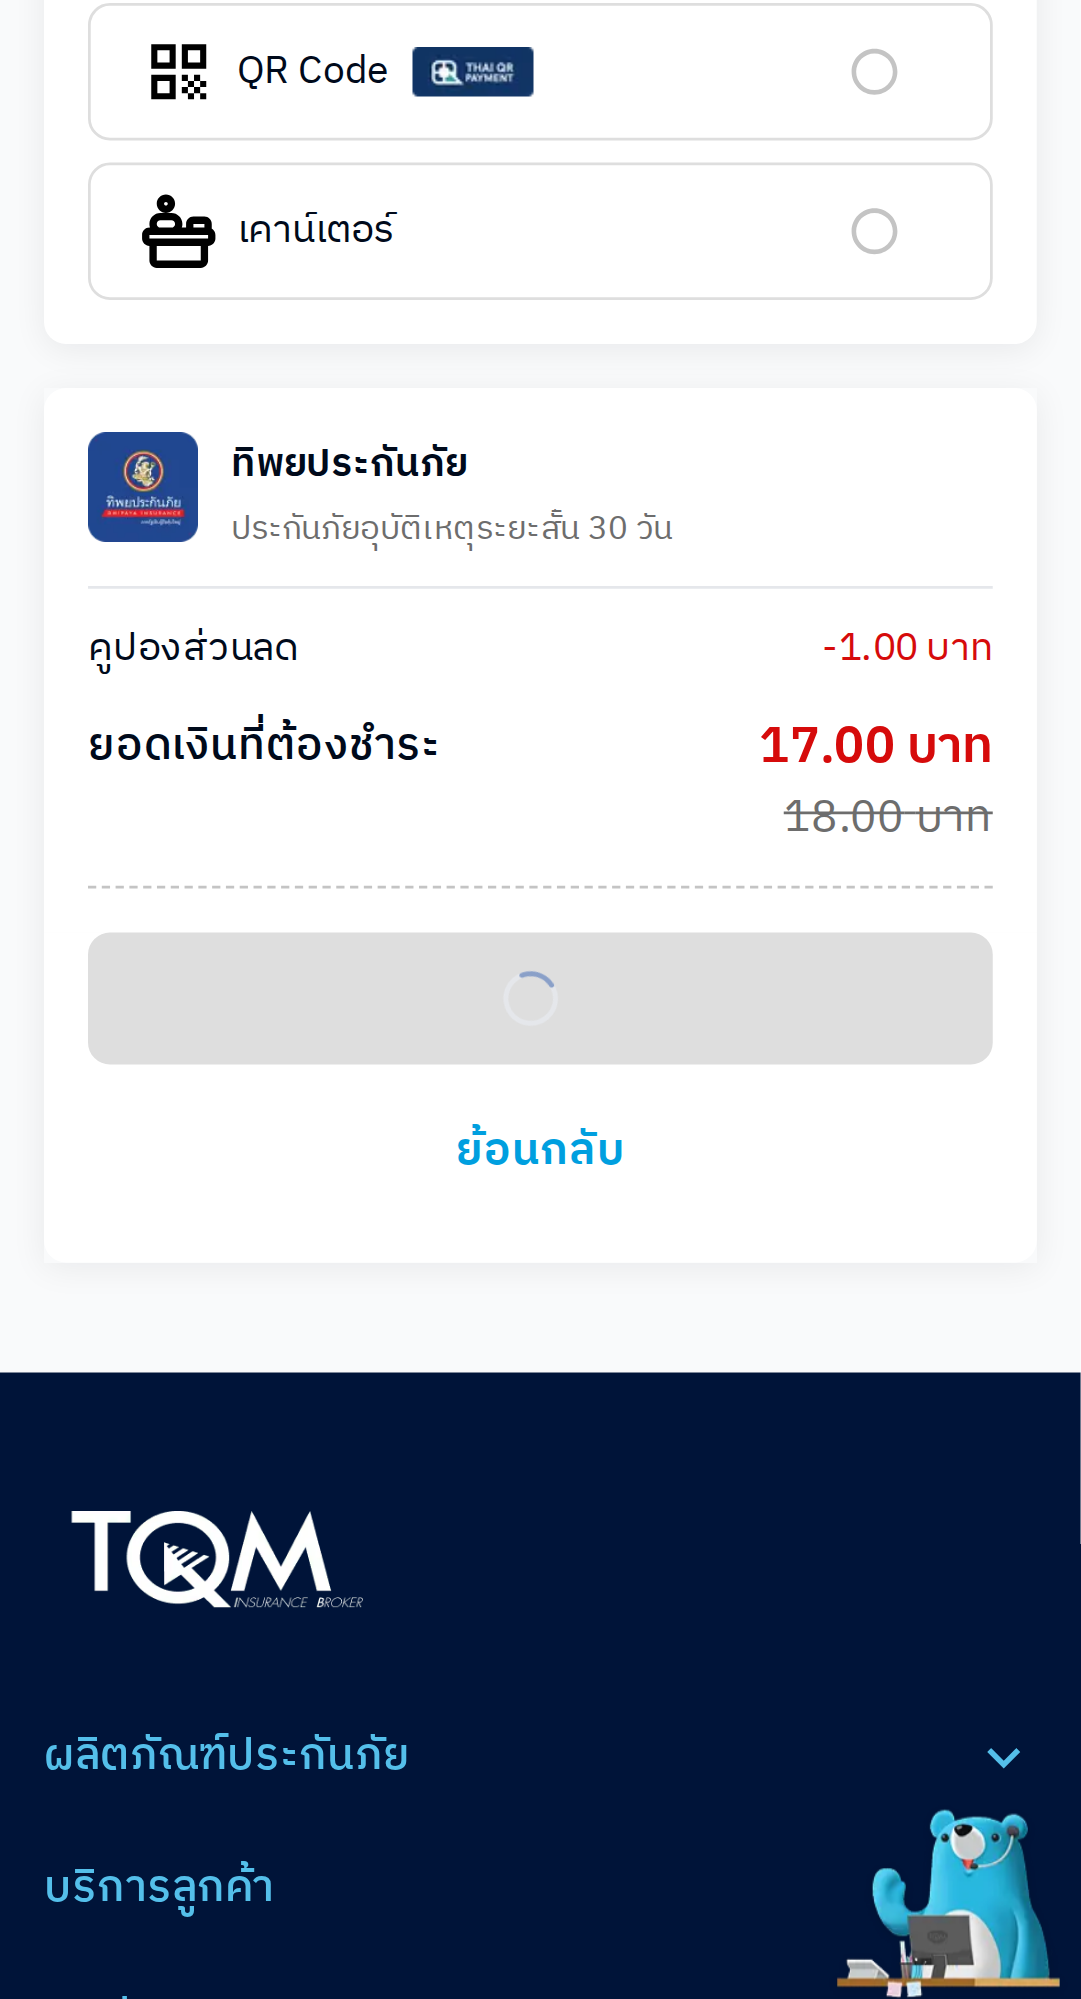 QR Code THAI QR PAYMENT
เคาน์เตอร์
ทิพยประกันภัย
ทิพยประกันภัย
DHIPAYA INSURANCE
ประกันภัยอุบัติเหตุระยะสั้น 30 วัน
คูปองส่วนลด -1.00 บาท
ยอดเงินที่ต้องชำระ 17.00 บาท
18.00 บาท
ย้อนกลับ
TQM
INSURANCE BROKER
ผลิตภัณฑ์ประกันภัย
บริการลูกค้า